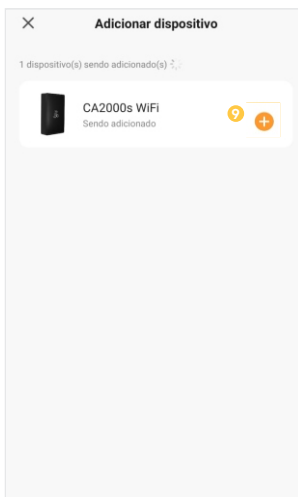 Adicionar dispositivo
1 dispositivo(s) sendo adicionado(s)
CA2000s WiFi
Sendo adicionado
9